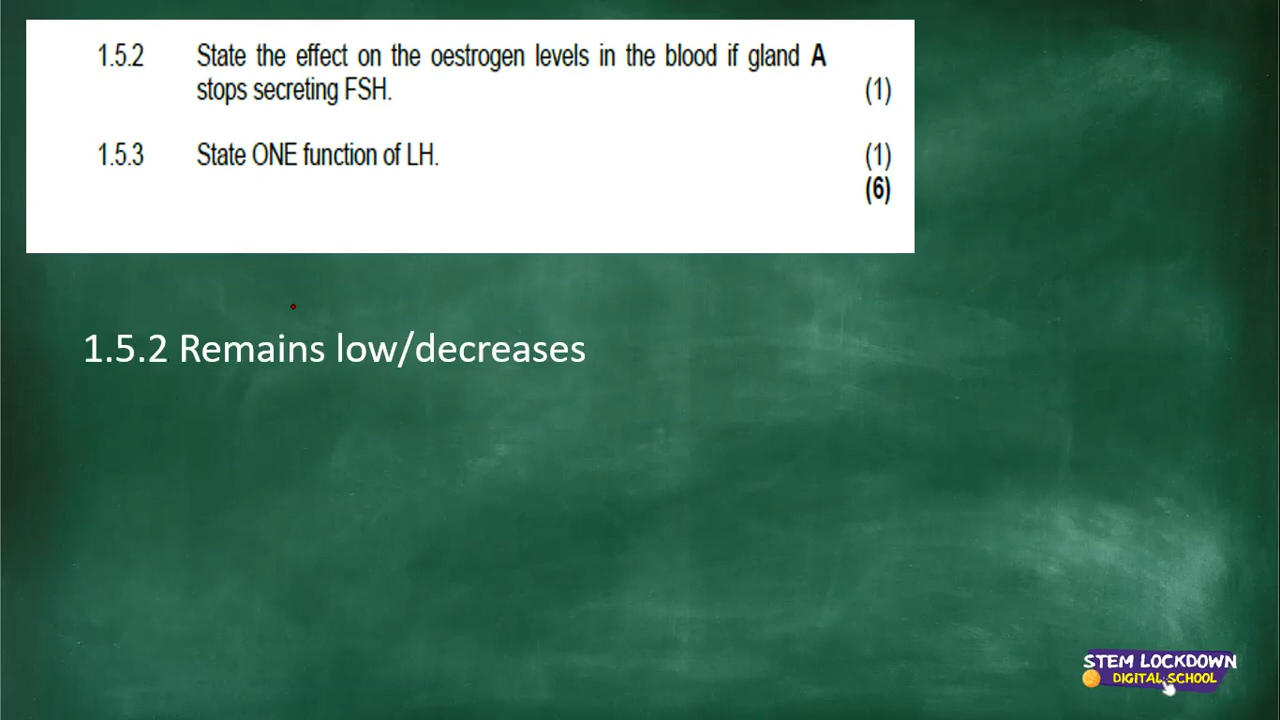 1.5.2 State the effect on the oestrogen levels in the blood if gland A
stops secreting FSH. (1)
1.5.3 State ONE function of LH. (1)
(6)
1.5.2 Remains low/decreases
STEM LOCKDOWN
DIGITAL SCHOOL